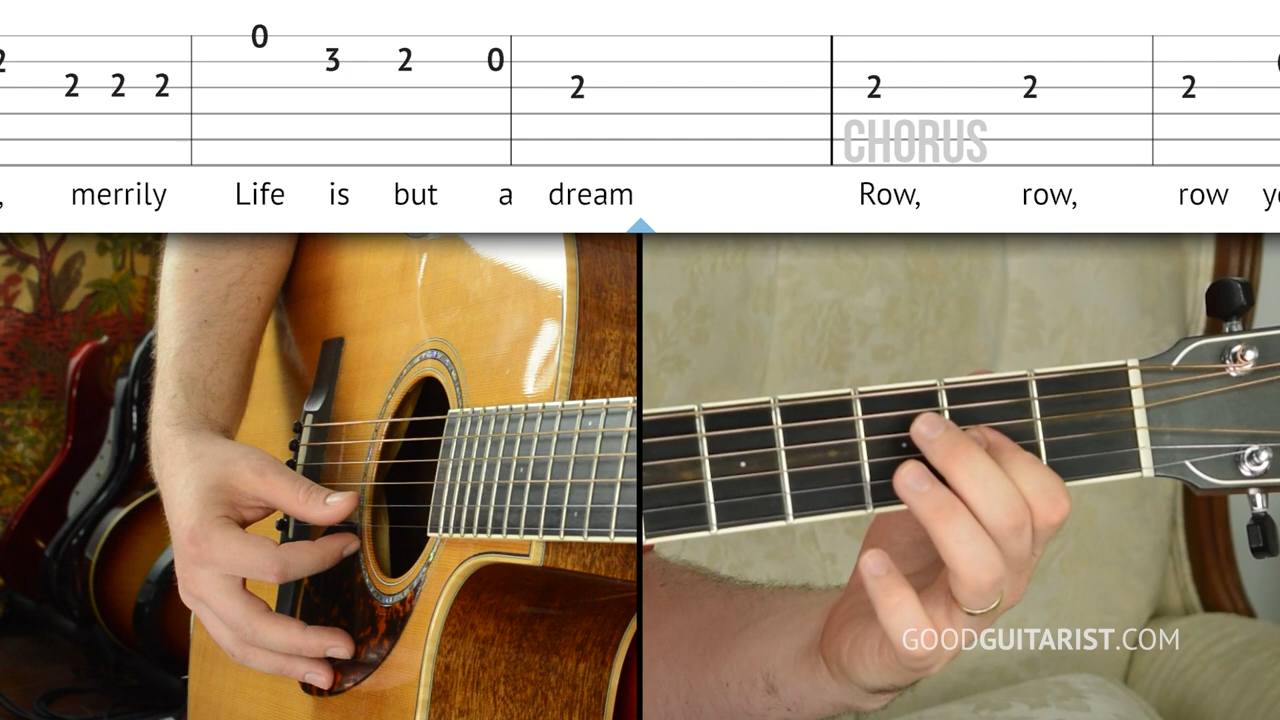 0
2 3 2 0
2 2 2 2 2 2 2
CHORUS
, merrily Life is but a dream Row, row, row
GOODGUITARIST.COM